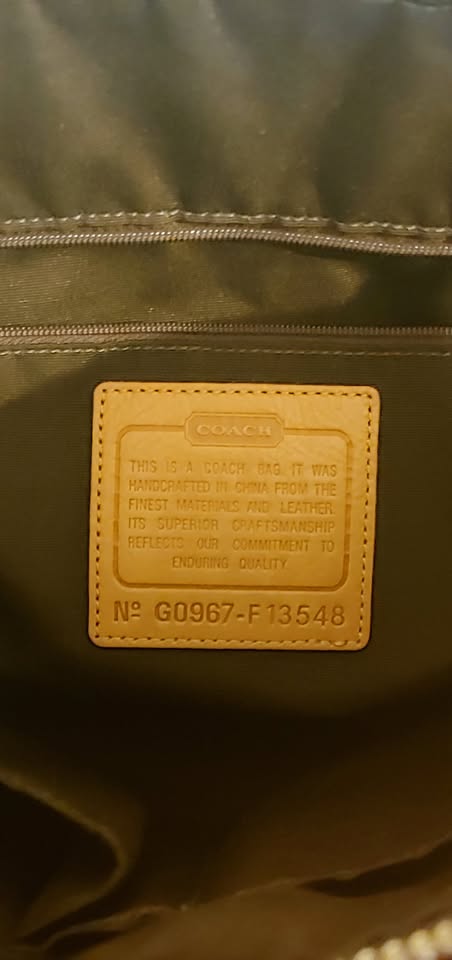 COACH
THIS IS A COACH BAG. IT WAS
HANDCRAFTED IN CHINA FROM THE
FINEST MATERIALS AND LEATHER.
ITS SUPERIOR CRAFTSMANSHIP
REFLECTS OUR COMMITMENT TO
ENDURING QUALITY.
Nº G0967-F13548